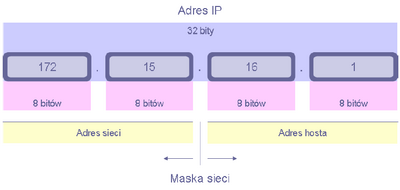 Adres IP
32 bity
172 . 15 . 16 . 1
8 bitów 8 bitów 8 bitów 8 bitów
Adres sieci Adres hosta
Maska sieci